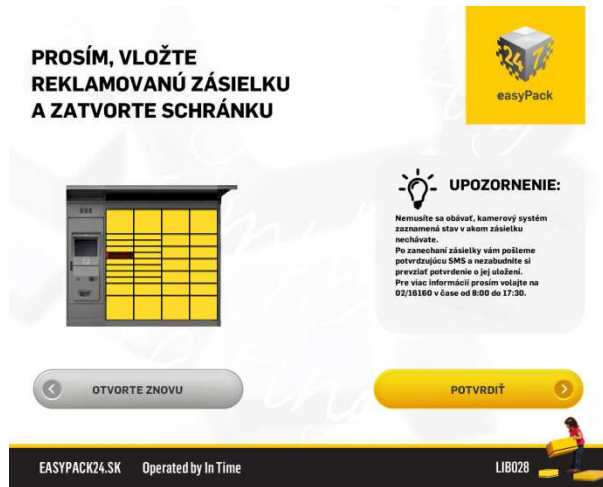 PROSÍM, VLOŽTE
REKLAMOVANÚ ZÁSIELKU
A ZATVORTE SCHRÁNKU
24 7
easyPack
UPOZORNENIE:
Nemusíte sa obávať, kamerový systém
zaznamená stav v akom zásielku
nechávate.
Po zanechaní zásielky vám pošleme
potvrdzujúcu SMS a nezabudnite si
prevziať potvrdenie o jej uložení.
Pre viac informácií prosím volajte na
02/16160 v čase od 8:00 do 17:30.
OTVORTE ZNOVU
POTVRDIŤ
EASYPACK24.SK Operated by In Time
LIB028